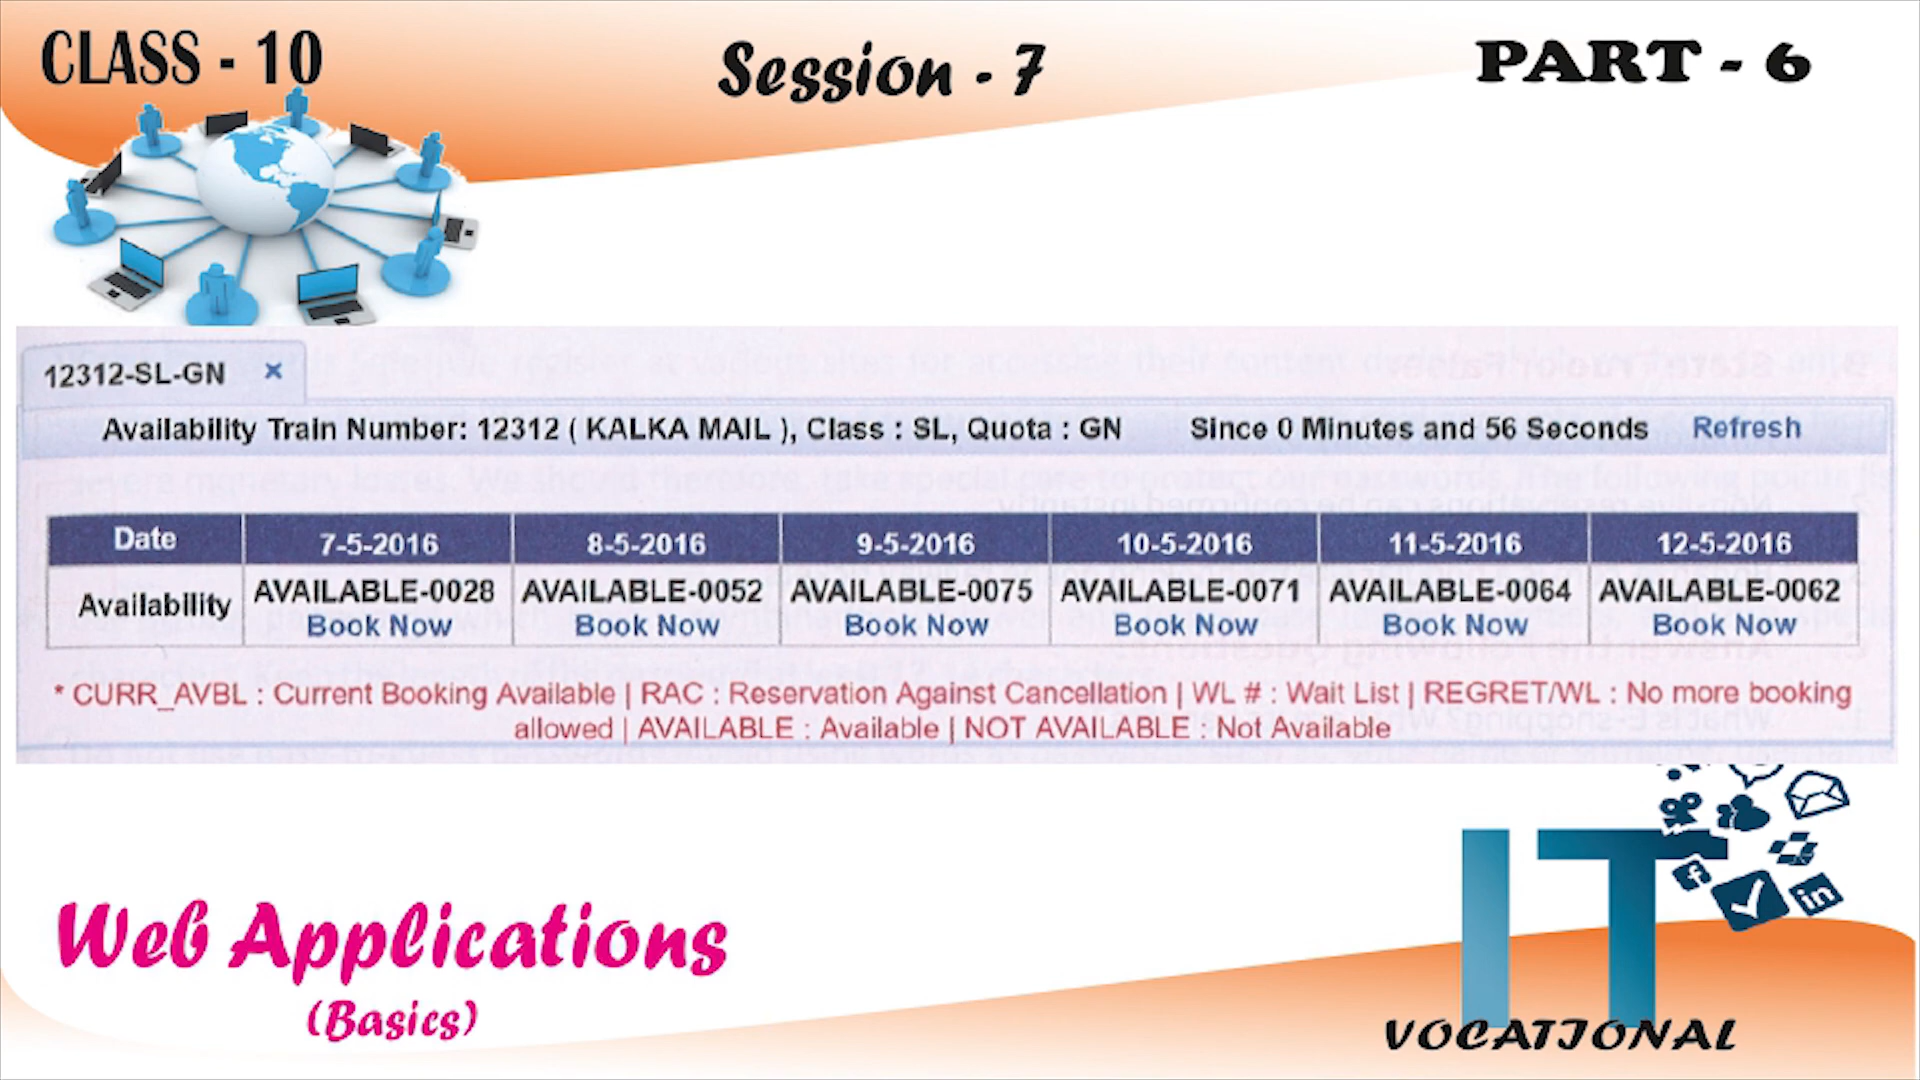 CLASS - 10
Session - 7
PART - 6
12312-SL-GN ×
Availability Train Number: 12312 ( KALKA MAIL ), Class : SL, Quota : GN Since 0 Minutes and 56 Seconds Refresh
Date 7-5-2016 8-5-2016 9-5-2016 10-5-2016 11-5-2016 12-5-2016
Availability AVAILABLE-0028 AVAILABLE-0052 AVAILABLE-0075 AVAILABLE-0071 AVAILABLE-0064 AVAILABLE-0062
Book Now Book Now Book Now Book Now Book Now Book Now
* CURR_AVBL : Current Booking Available | RAC : Reservation Against Cancellation | WL # : Wait List | REGRET/WL : No more booking
allowed | AVAILABLE : Available | NOT AVAILABLE : Not Available
Web Applications
(Basics)
IT
f
in
VOCATIONAL